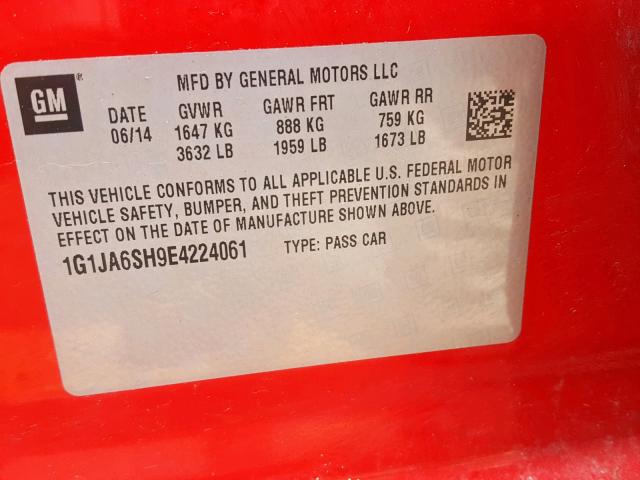 GM ®
MFD BY GENERAL MOTORS LLC
DATE GVWR GAWR FRT GAWR RR
06/14 1647 KG 888 KG 759 KG
3632 LB 1959 LB 1673 LB
THIS VEHICLE CONFORMS TO ALL APPLICABLE U.S. FEDERAL MOTOR
VEHICLE SAFETY, BUMPER, AND THEFT PREVENTION STANDARDS IN
EFFECT ON THE DATE OF MANUFACTURE SHOWN ABOVE.
1G1JA6SH9E4224061 TYPE: PASS CAR